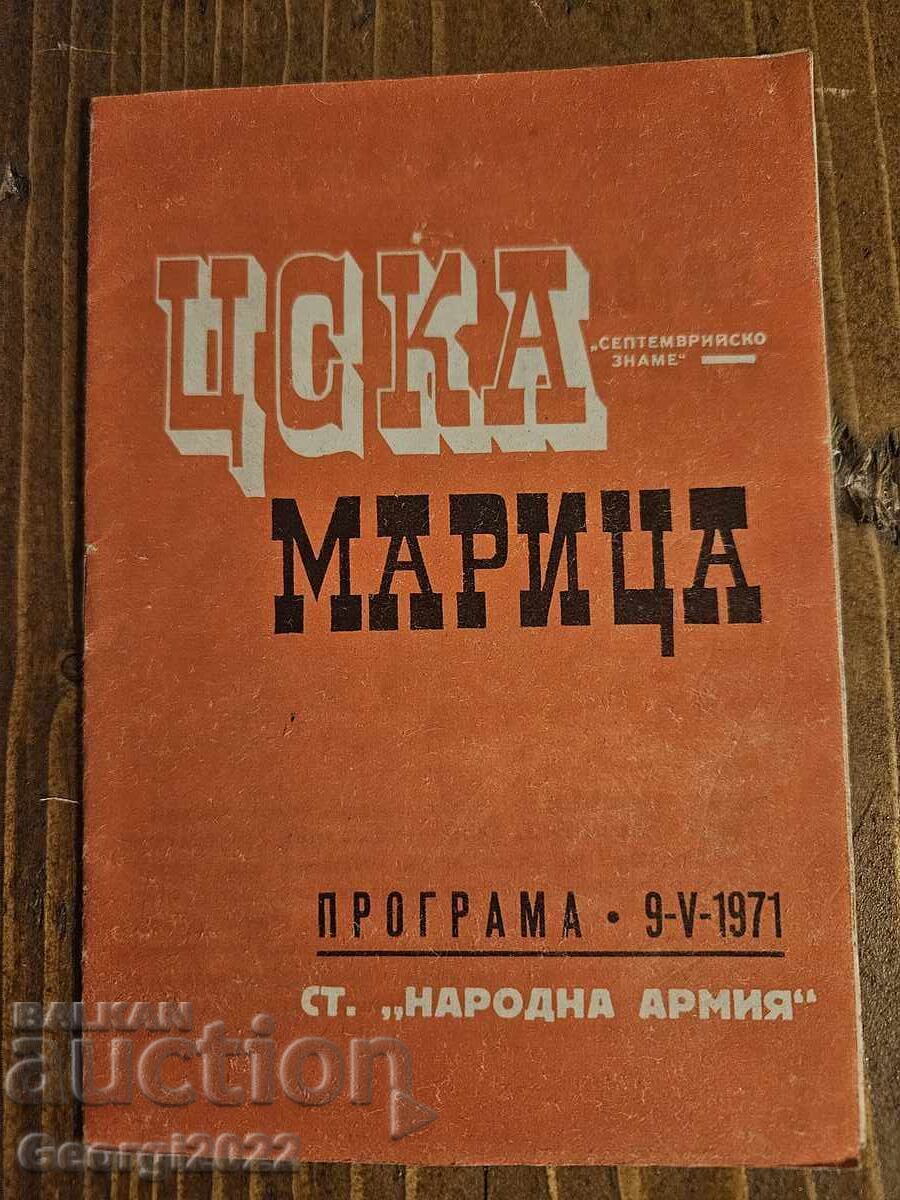 ЦСКА
„СЕПТЕМВРИЙСКО
ЗНАМЕ“ —
МАРИЦА
ПРОГРАМА • 9-V-1971
СТ. „НАРОДНА АРМИЯ“
BALKAN
auction
Georgi2022